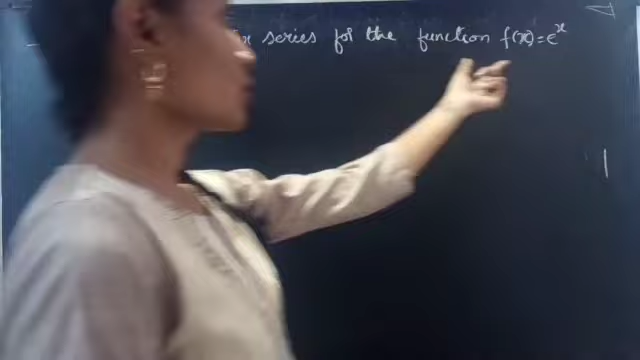 series for the function f(x)=e^x